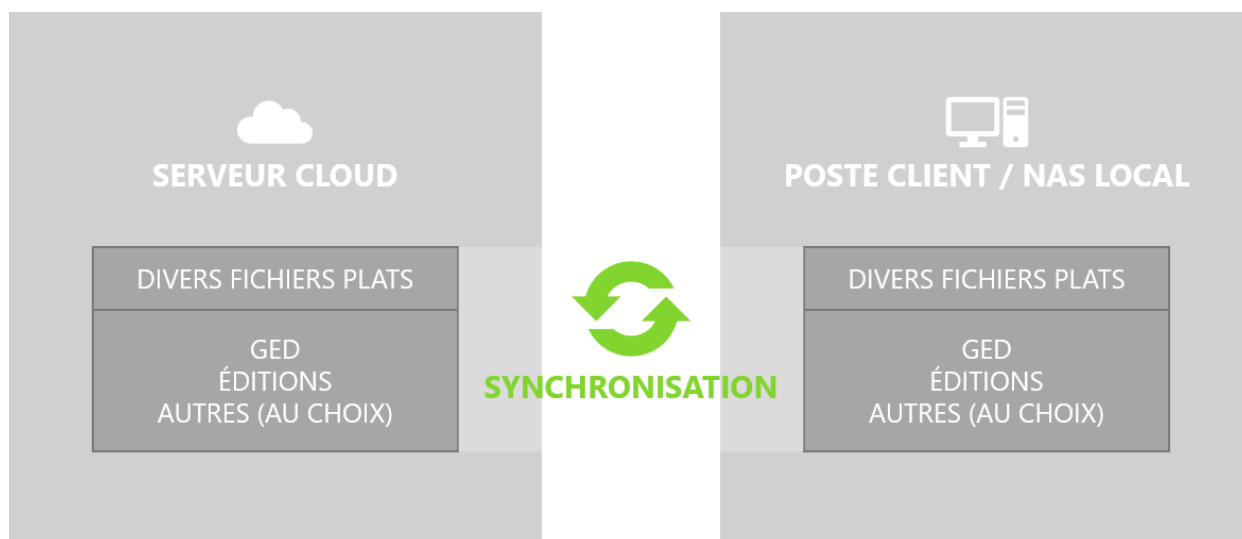 SERVEUR CLOUD
DIVERS FICHIERS PLATS
GED
ÉDITIONS
AUTRES (AU CHOIX)
SYNCHRONISATION
POSTE CLIENT / NAS LOCAL
DIVERS FICHIERS PLATS
GED
ÉDITIONS
AUTRES (AU CHOIX)